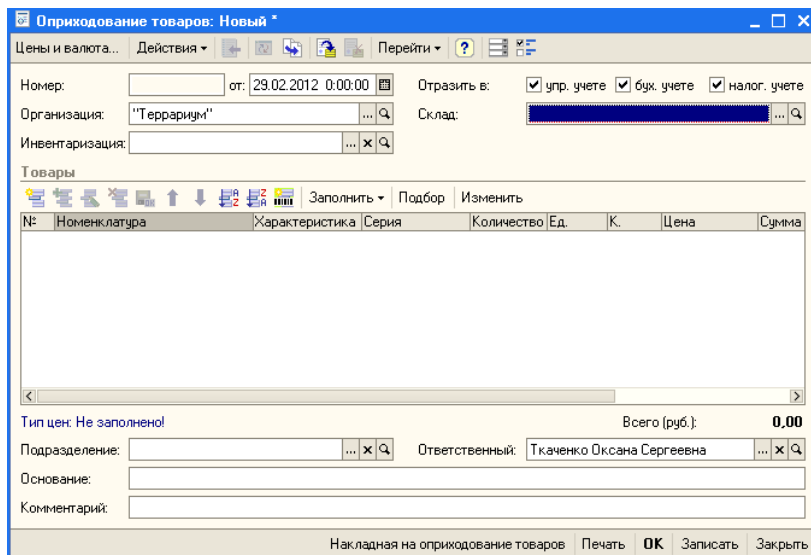 Оприходование товаров: Новый *
Цены и валюта... Действия Перейти ?
Номер: от: 29.02.2012 0:00:00 Отразить в: упр. учете бух. учете налог. учете
Организация: "Террариум" ... Склад: ...
Инвентаризация: ... x
Товары
Заполнить Подбор Изменить
№ Номенклатура Характеристика Серия Количество Ед. К. Цена Сумма
Тип цен: Не заполнено! Всего (руб.): 0,00
Подразделение: ... x Ответственный: Ткаченко Оксана Сергеевна ... x
Основание:
Комментарий:
Накладная на оприходование товаров Печать OK Записать Закрыть